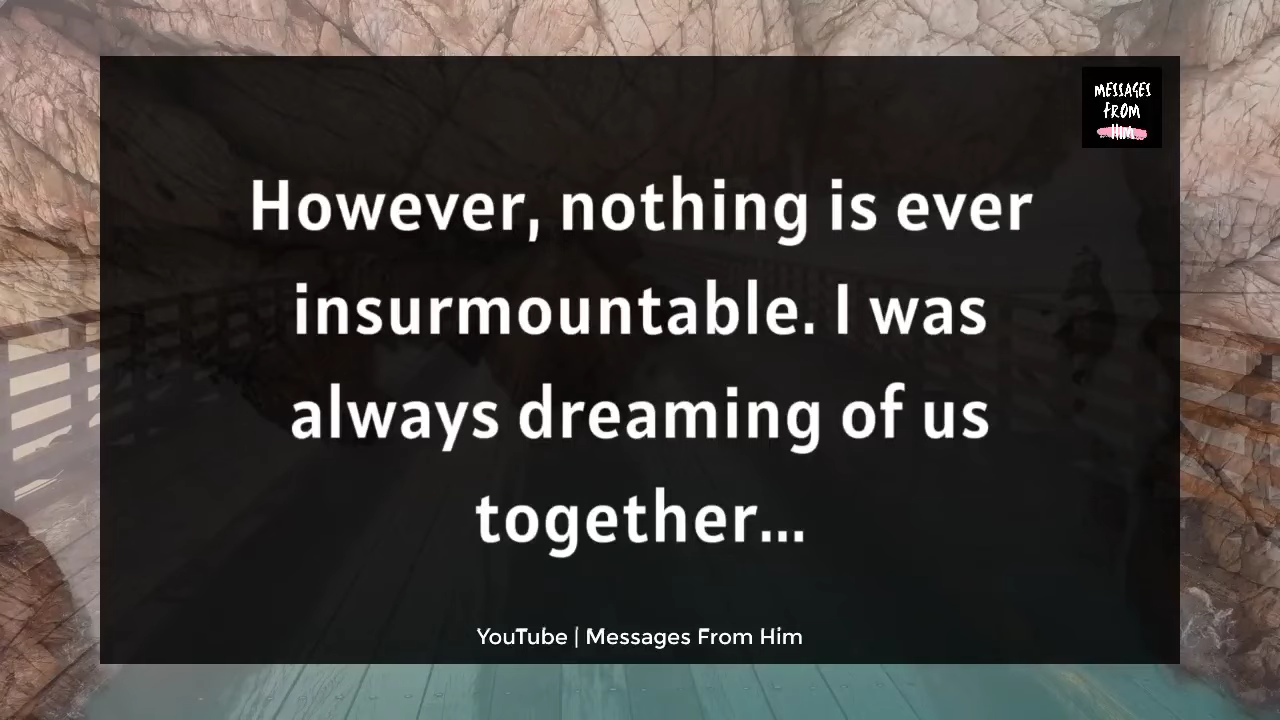 MESSAGES
FROM
HIM
However, nothing is ever
insurmountable. I was
always dreaming of us
together...
YouTube | Messages From Him